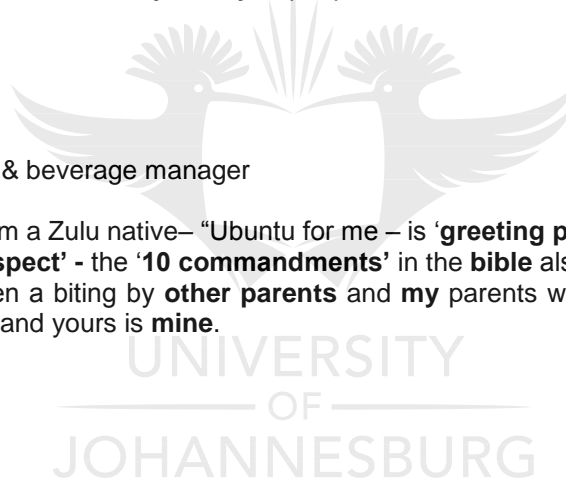 & beverage manager
m a Zulu native– “Ubuntu for me – is ‘greeting p
spect’ - the ‘10 commandments’ in the bible als
en a biting by other parents and my parents w
and yours is mine.
UNIVERSITY
OF
JOHANNESBURG